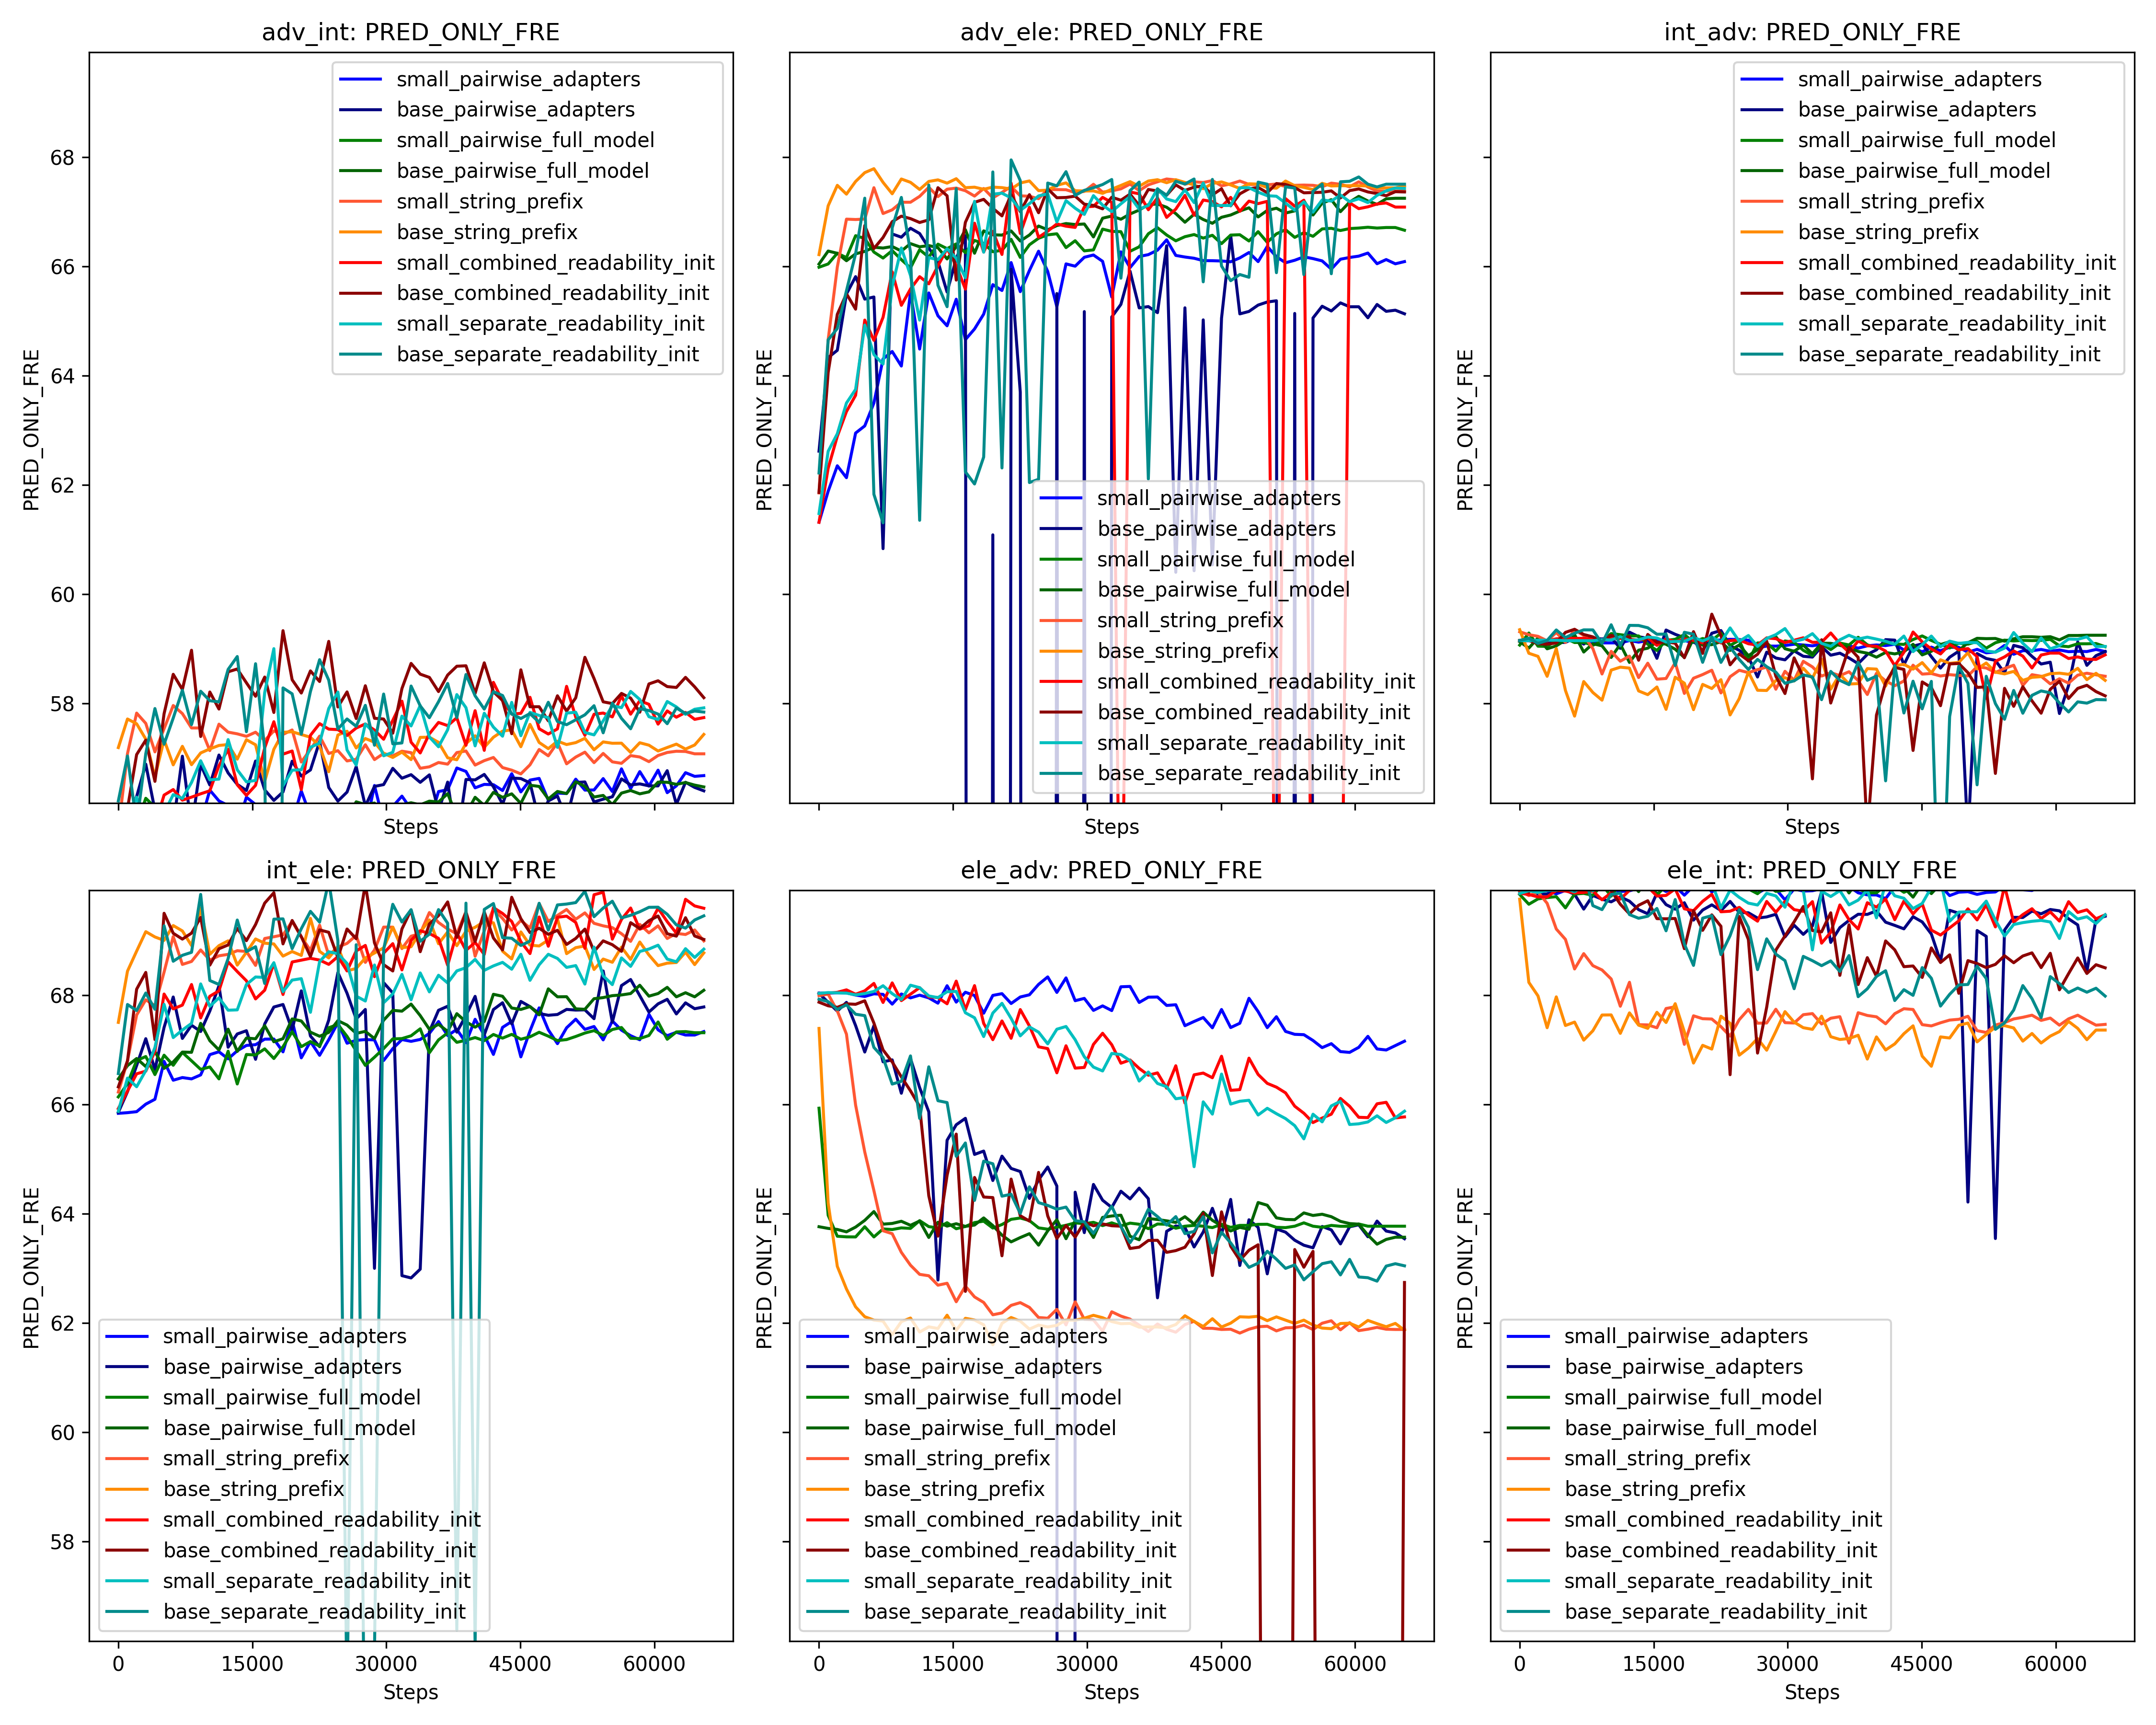 adv_int: PRED_ONLY_FRE
PRED_ONLY_FRE
68
66
64
62
60
58
small_pairwise_adapters
base_pairwise_adapters
small_pairwise_full_model
base_pairwise_full_model
small_string_prefix
base_string_prefix
small_combined_readability_init
base_combined_readability_init
small_separate_readability_init
base_separate_readability_init
Steps
adv_ele: PRED_ONLY_FRE
PRED_ONLY_FRE
small_pairwise_adapters
base_pairwise_adapters
small_pairwise_full_model
base_pairwise_full_model
small_string_prefix
base_string_prefix
small_combined_readability_init
base_combined_readability_init
small_separate_readability_init
base_separate_readability_init
Steps
int_adv: PRED_ONLY_FRE
PRED_ONLY_FRE
small_pairwise_adapters
base_pairwise_adapters
small_pairwise_full_model
base_pairwise_full_model
small_string_prefix
base_string_prefix
small_combined_readability_init
base_combined_readability_init
small_separate_readability_init
base_separate_readability_init
Steps
int_ele: PRED_ONLY_FRE
PRED_ONLY_FRE
68
66
64
62
60
58
small_pairwise_adapters
base_pairwise_adapters
small_pairwise_full_model
base_pairwise_full_model
small_string_prefix
base_string_prefix
small_combined_readability_init
base_combined_readability_init
small_separate_readability_init
base_separate_readability_init
0 15000 30000 45000 60000
Steps
ele_adv: PRED_ONLY_FRE
PRED_ONLY_FRE
small_pairwise_adapters
base_pairwise_adapters
small_pairwise_full_model
base_pairwise_full_model
small_string_prefix
base_string_prefix
small_combined_readability_init
base_combined_readability_init
small_separate_readability_init
base_separate_readability_init
0 15000 30000 45000 60000
Steps
ele_int: PRED_ONLY_FRE
PRED_ONLY_FRE
small_pairwise_adapters
base_pairwise_adapters
small_pairwise_full_model
base_pairwise_full_model
small_string_prefix
base_string_prefix
small_combined_readability_init
base_combined_readability_init
small_separate_readability_init
base_separate_readability_init
0 15000 30000 45000 60000
Steps